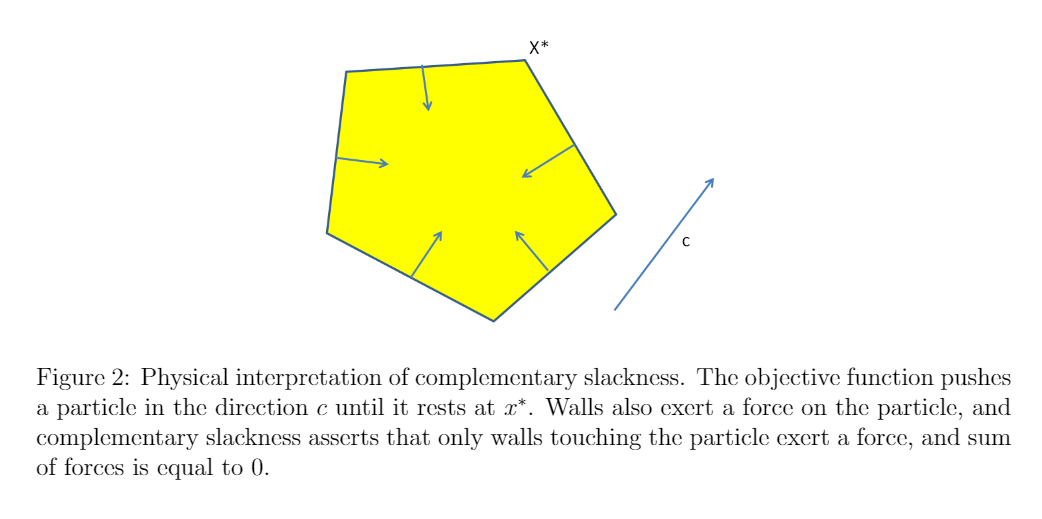 X*
c
Figure 2: Physical interpretation of complementary slackness. The objective function pushes
a particle in the direction c until it rests at x*. Walls also exert a force on the particle, and
complementary slackness asserts that only walls touching the particle exert a force, and sum
of forces is equal to 0.